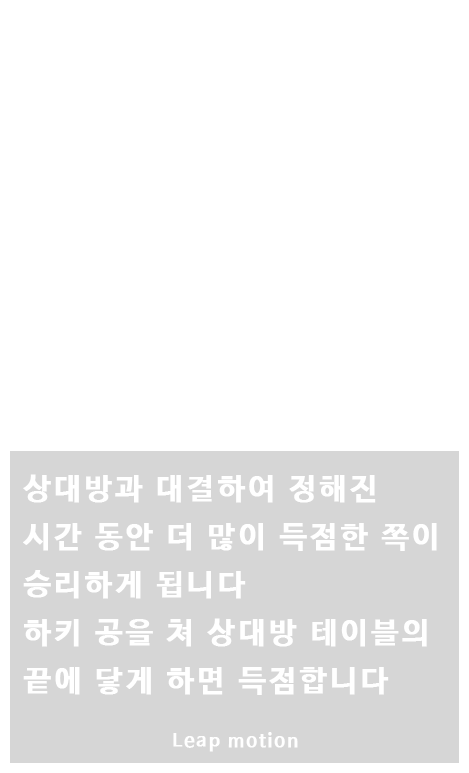 상대방과 대결하여 정해진
시간 동안 더 많이 득점한 쪽이
승리하게 됩니다
하키 공을 쳐 상대방 테이블의
끝에 닿게 하면 득점합니다
Leap motion